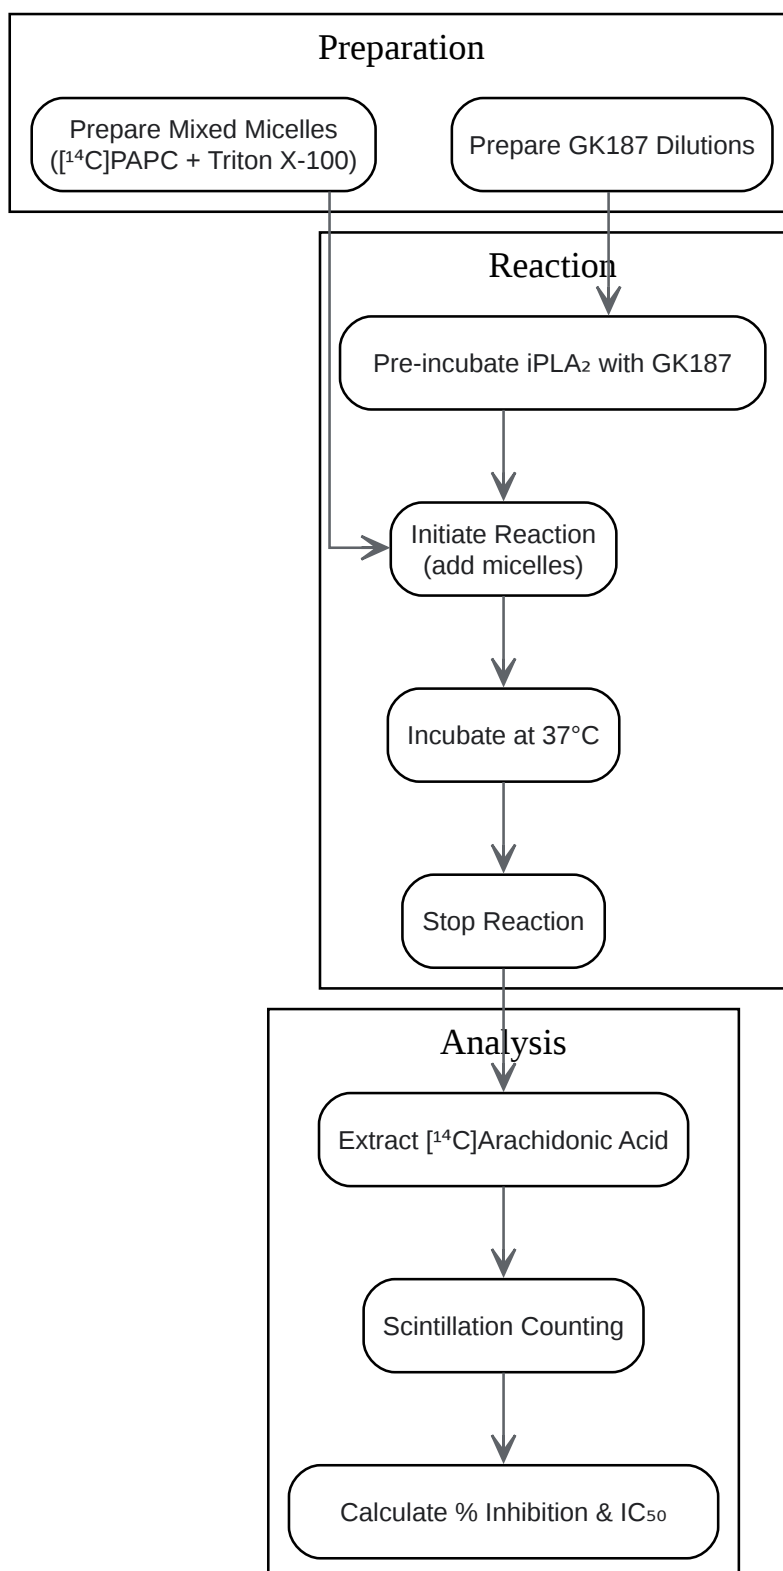 Preparation
Prepare Mixed Micelles
([¹⁴C]PAPC + Triton X-100)
Prepare GK187 Dilutions
Reaction
Pre-incubate iPLA₂ with GK187
Initiate Reaction
(add micelles)
Incubate at 37°C
Stop Reaction
Analysis
Extract [¹⁴C]Arachidonic Acid
Scintillation Counting
Calculate % Inhibition & IC₅₀